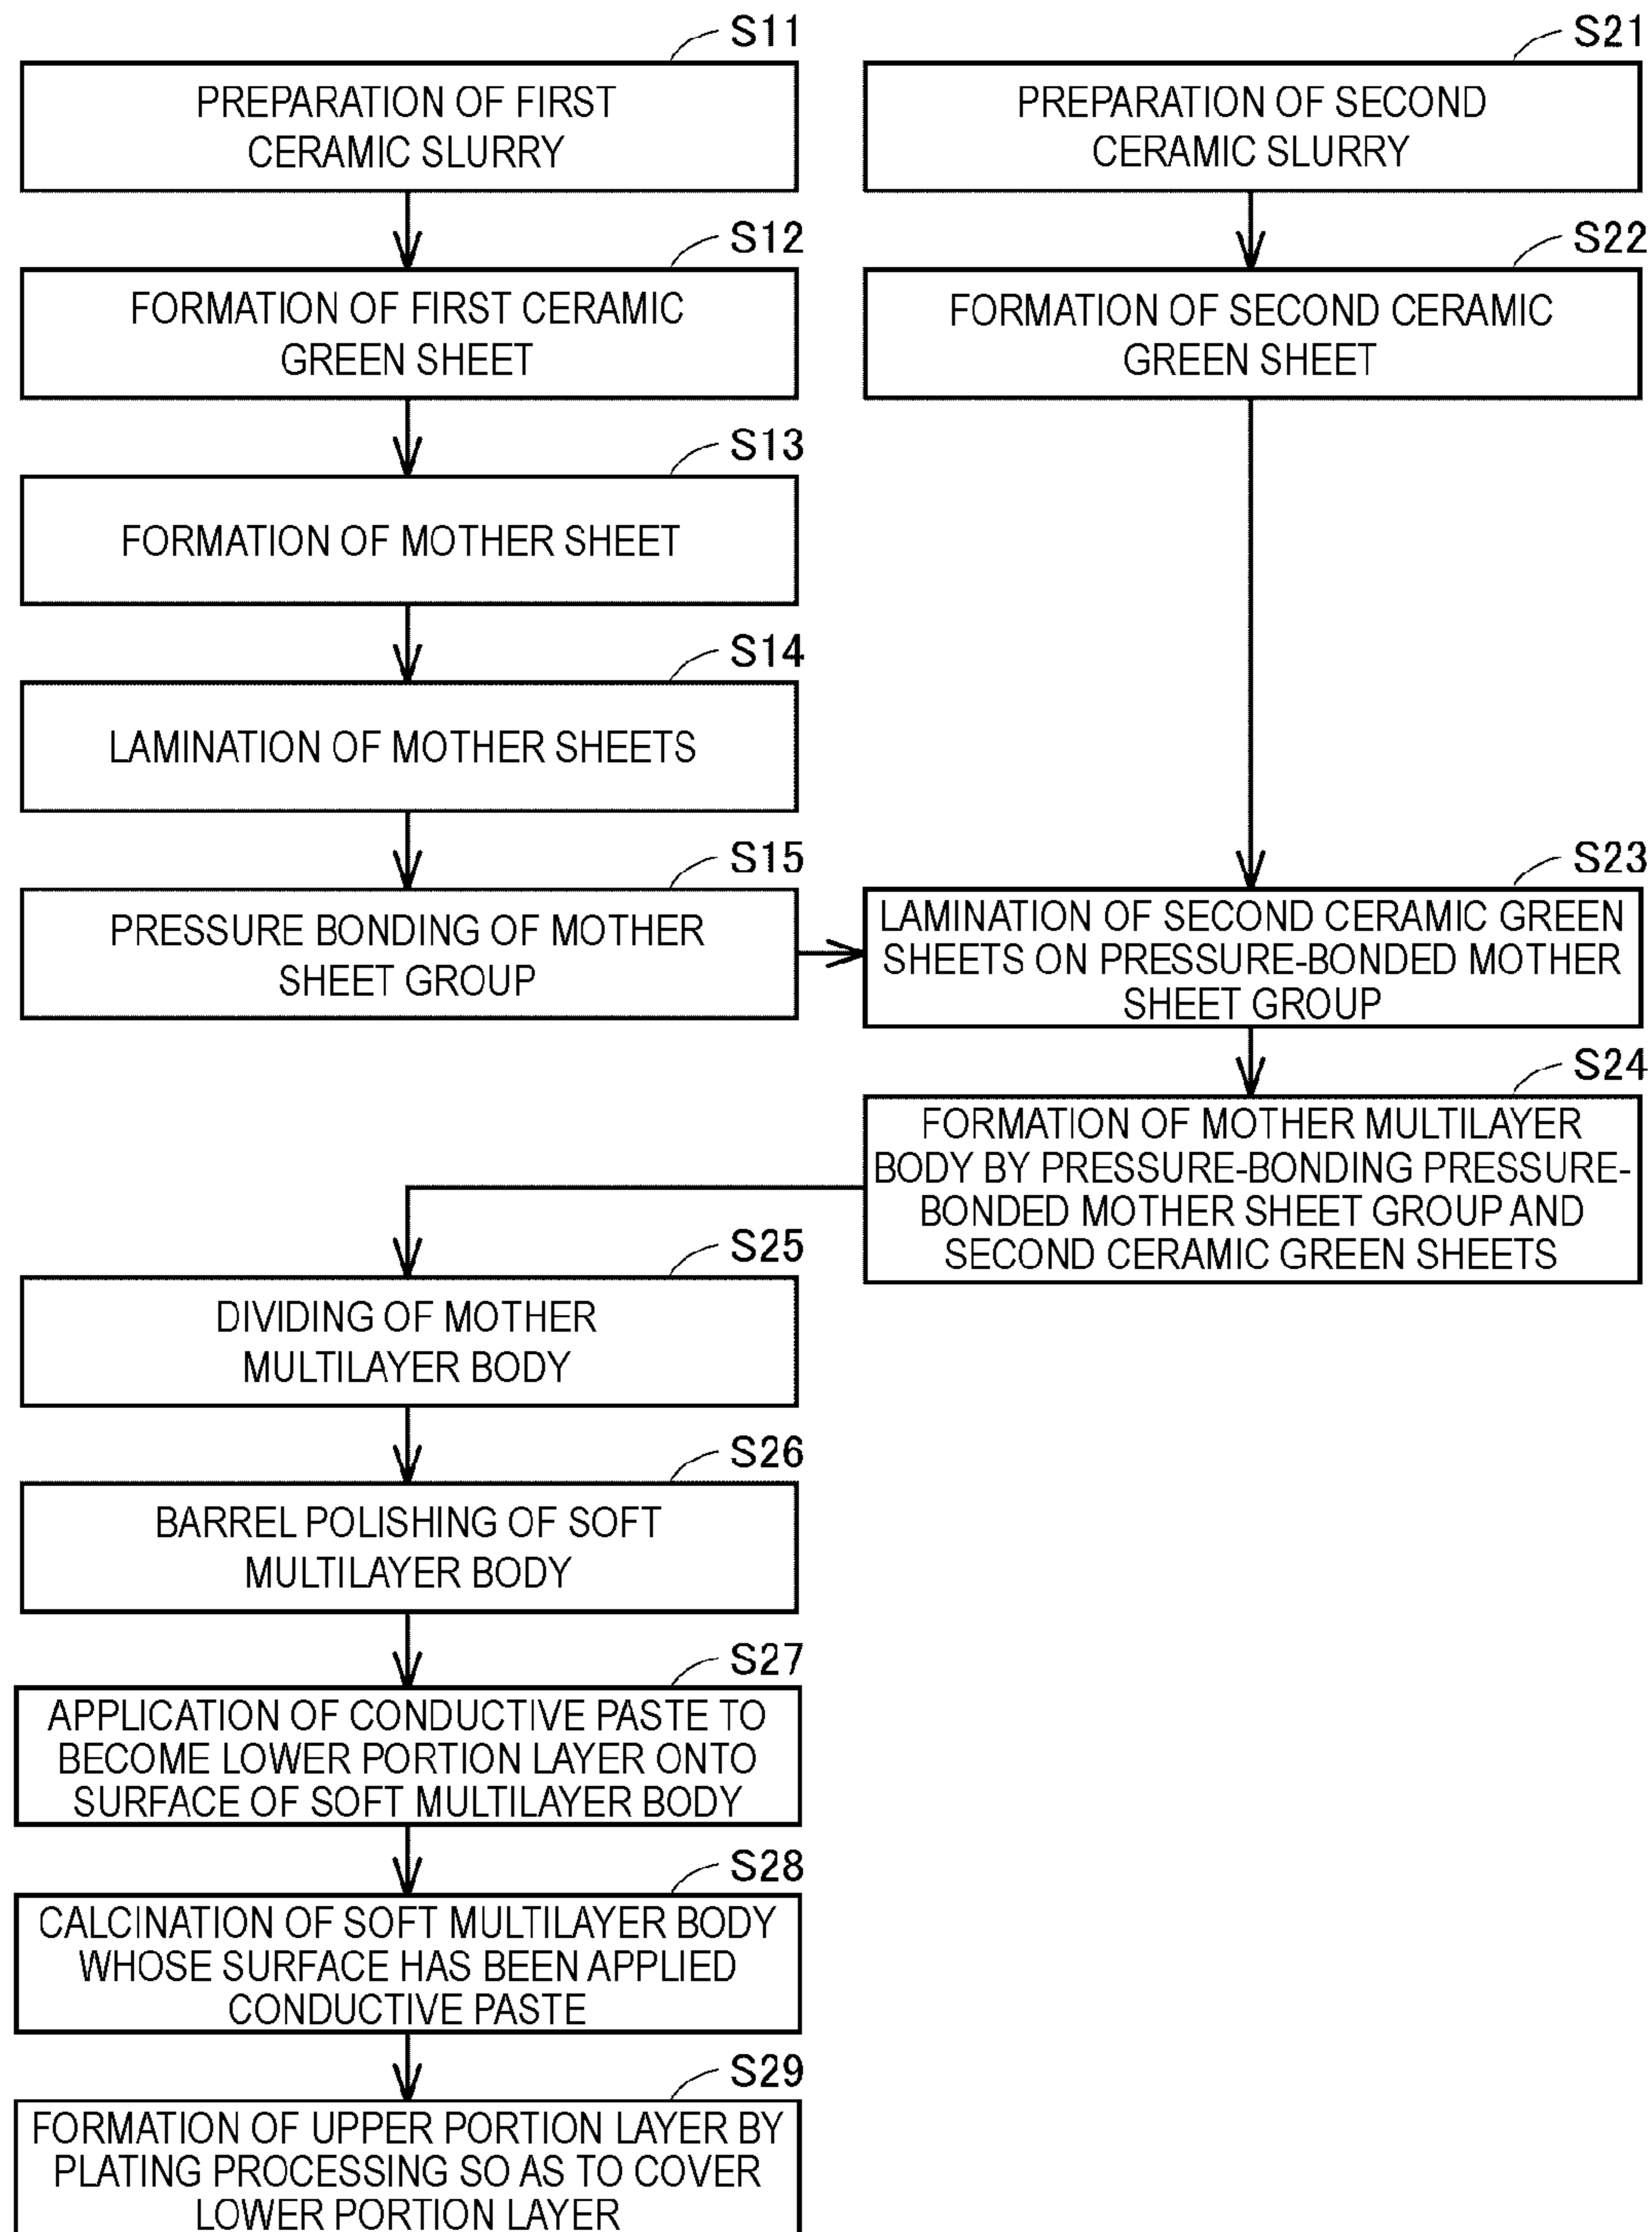 S11
PREPARATION OF FIRST
CERAMIC SLURRY
S21
PREPARATION OF SECOND
CERAMIC SLURRY
S12
FORMATION OF FIRST CERAMIC
GREEN SHEET
S22
FORMATION OF SECOND CERAMIC
GREEN SHEET
S13
FORMATION OF MOTHER SHEET
S14
LAMINATION OF MOTHER SHEETS
S15
PRESSURE BONDING OF MOTHER
SHEET GROUP
S23
LAMINATION OF SECOND CERAMIC GREEN
SHEETS ON PRESSURE-BONDED MOTHER
SHEET GROUP
S24
FORMATION OF MOTHER MULTILAYER
BODY BY PRESSURE-BONDING PRESSURE-
BONDED MOTHER SHEET GROUP AND
SECOND CERAMIC GREEN SHEETS
S25
DIVIDING OF MOTHER
MULTILAYER BODY
S26
BARREL POLISHING OF SOFT
MULTILAYER BODY
S27
APPLICATION OF CONDUCTIVE PASTE TO
BECOME LOWER PORTION LAYER ONTO
SURFACE OF SOFT MULTILAYER BODY
S28
CALCINATION OF SOFT MULTILAYER BODY
WHOSE SURFACE HAS BEEN APPLIED
CONDUCTIVE PASTE
S29
FORMATION OF UPPER PORTION LAYER BY
PLATING PROCESSING SO AS TO COVER
LOWER PORTION LAYER